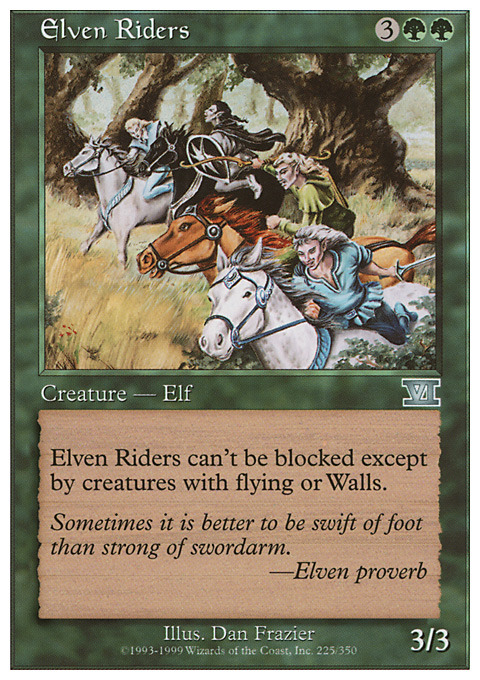 Elven Riders 3
Creature — Elf VI
Elven Riders can't be blocked except
by creatures with flying or Walls.
Sometimes it is better to be swift of foot
than strong of swordarm.
—Elven proverb
Illus. Dan Frazier
3/3
©1993-1999 Wizards of the Coast, Inc. 225/350